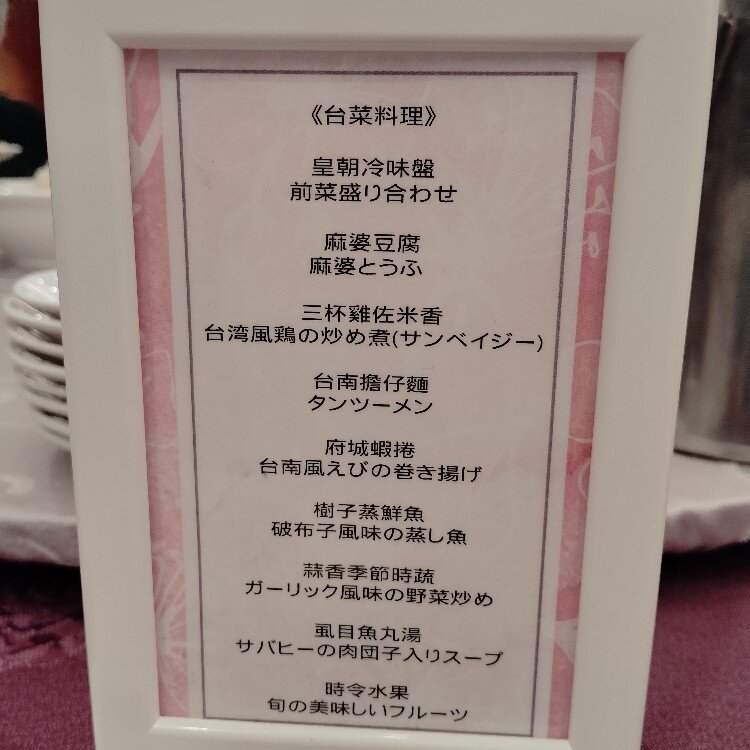 《台菜料理》
皇朝冷味盤
前菜盛り合わせ
麻婆豆腐
麻婆とうふ
三杯雞佐米香
台湾風鶏の炒め煮(サンベイジー)
台南擔仔麵
タンツーメン
府城蝦捲
台南風えびの巻き揚げ
樹子蒸鮮魚
破布子風味の蒸し魚
蒜香季節時蔬
ガーリック風味の野菜炒め
虱目魚丸湯
サバヒーの肉団子入りスープ
時令水果
旬の美味しいフルーツ